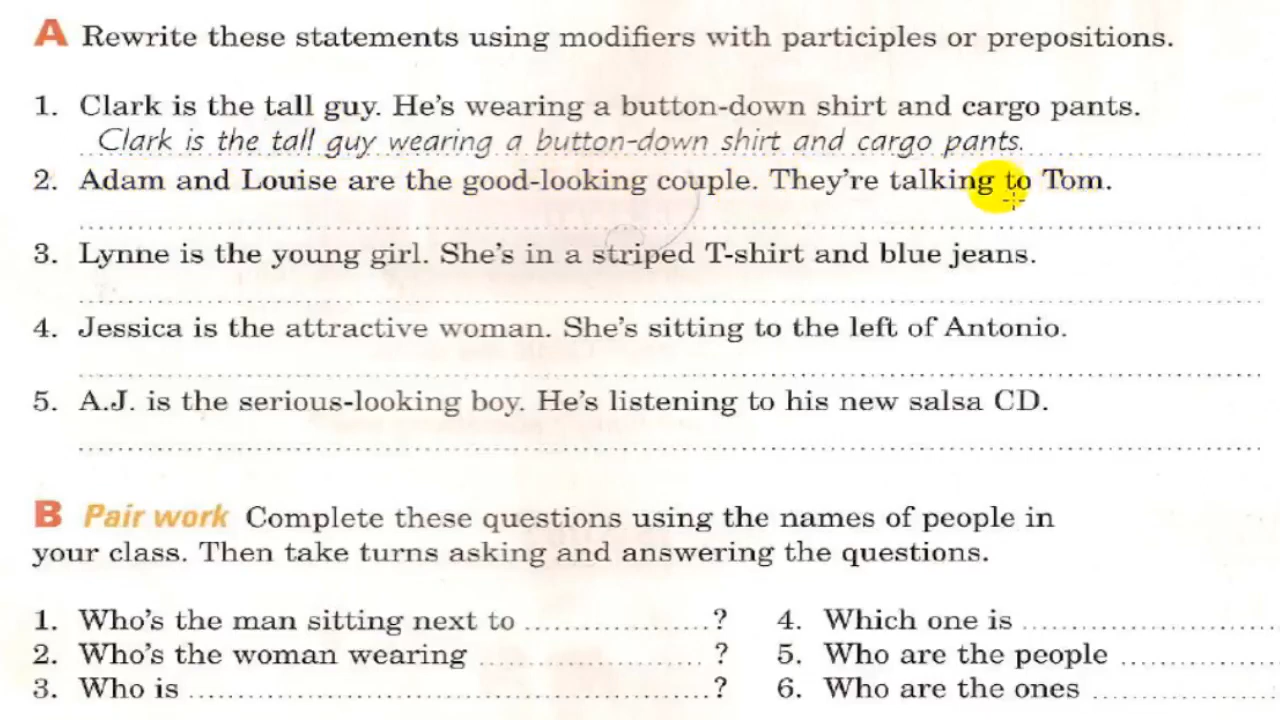 A Rewrite these statements using modifiers with participles or prepositions.
1. Clark is the tall guy. He's wearing a button-down shirt and cargo pants.
Clark is the tall guy wearing a button-down shirt and cargo pants.
2. Adam and Louise are the good-looking couple. They're talking to Tom.
3. Lynne is the young girl. She's in a striped T-shirt and blue jeans.
4. Jessica is the attractive woman. She's sitting to the left of Antonio.
5. A.J. is the serious-looking boy. He's listening to his new salsa CD.
B Pair work Complete these questions using the names of people in
your class. Then take turns asking and answering the questions.
1. Who's the man sitting next to ....................?
2. Who's the woman wearing ........................ ?
3. Who is ........................................................?
4. Which one is ..........................
5. Who are the people ................
6. Who are the ones ...................